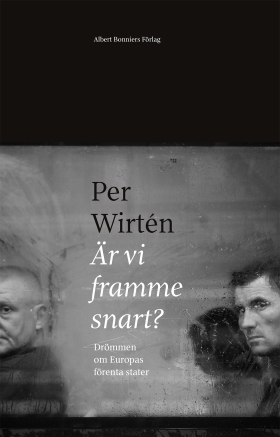 Albert Bonniers Förlag
Per
Wirtén
Är vi
framme
snart?
Drömmen
om Europas
förenta stater